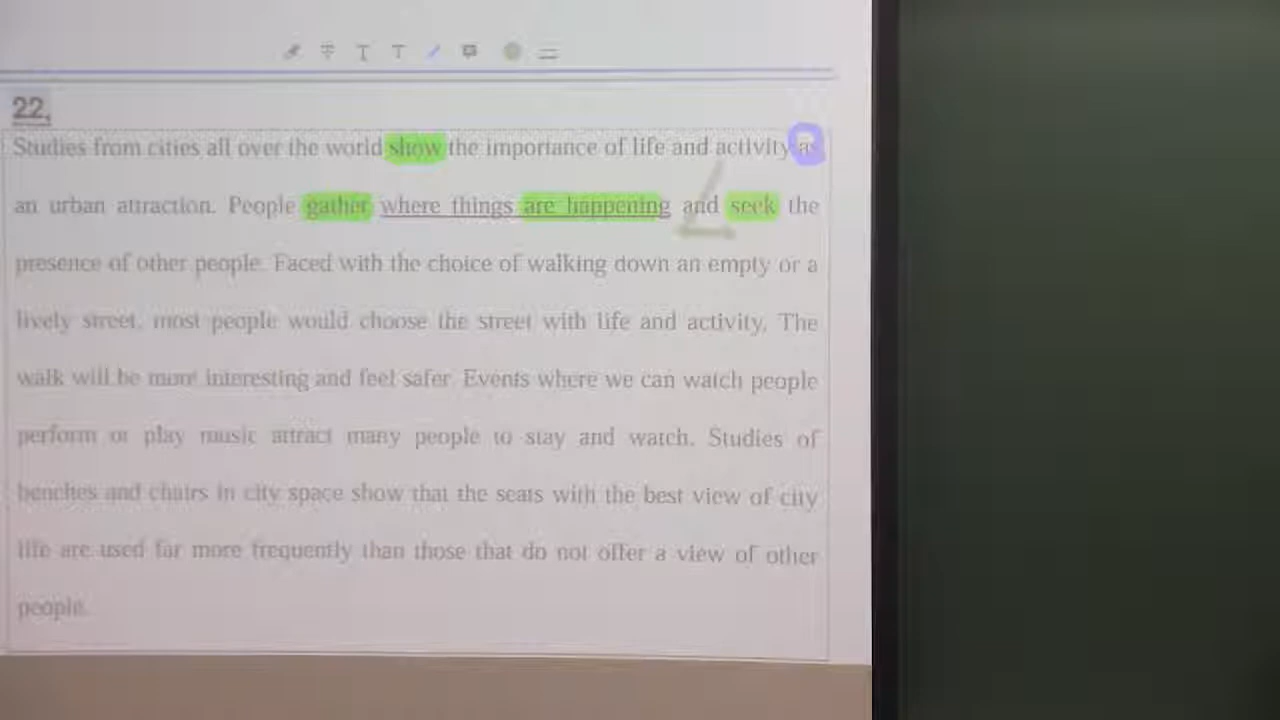 22,
Studies from cities all over the world show the importance of life and activity as
an urban attraction. People gather where things are happening and seek the
presence of other people. Faced with the choice of walking down an empty or a
lively street, most people would choose the street with life and activity. The
walk will be more interesting and feel safer. Events where we can watch people
perform or play music attract many people to stay and watch. Studies of
benches and chairs in city space show that the seats with the best view of city
life are used far more frequently than those that do not offer a view of other
people.